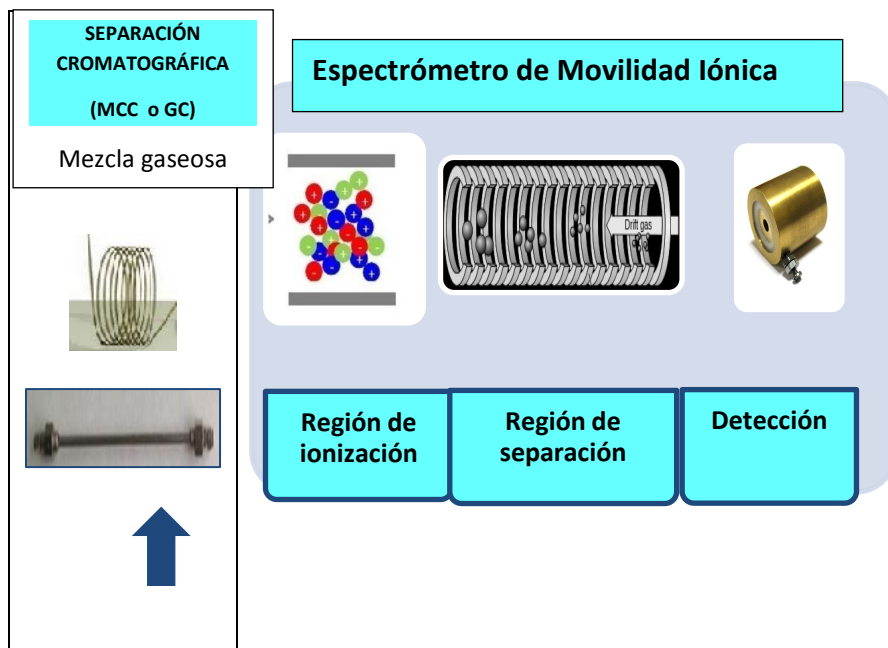 SEPARACIÓN
CROMATOGRÁFICA
(MCC o GC)
Mezcla gaseosa
Espectrómetro de Movilidad Iónica
Drift gas
Región de
ionización
Región de
separación
Detección